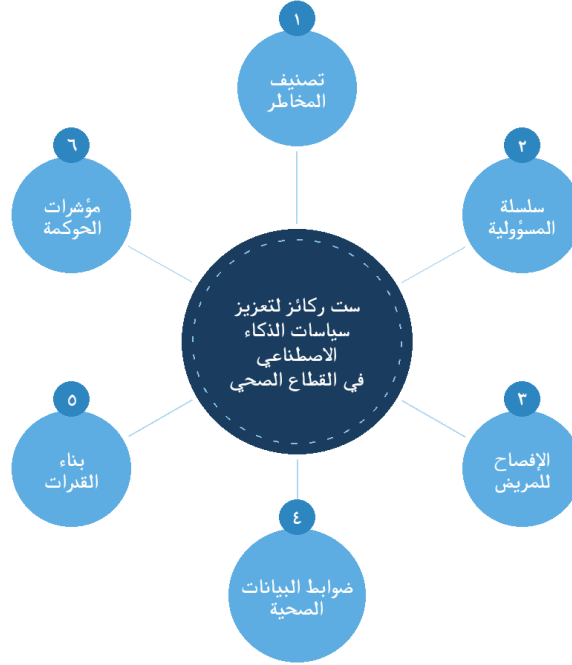 ست ركائز لتعزيز
سياسات الذكاء
الاصطناعي
في القطاع الصحي
١
تصنيف
المخاطر
٢
سلسلة
المسؤولية
٣
الإفصاح
للمريض
٤
ضوابط البيانات
الصحية
٥
بناء
القدرات
٦
مؤشرات
الحوكمة